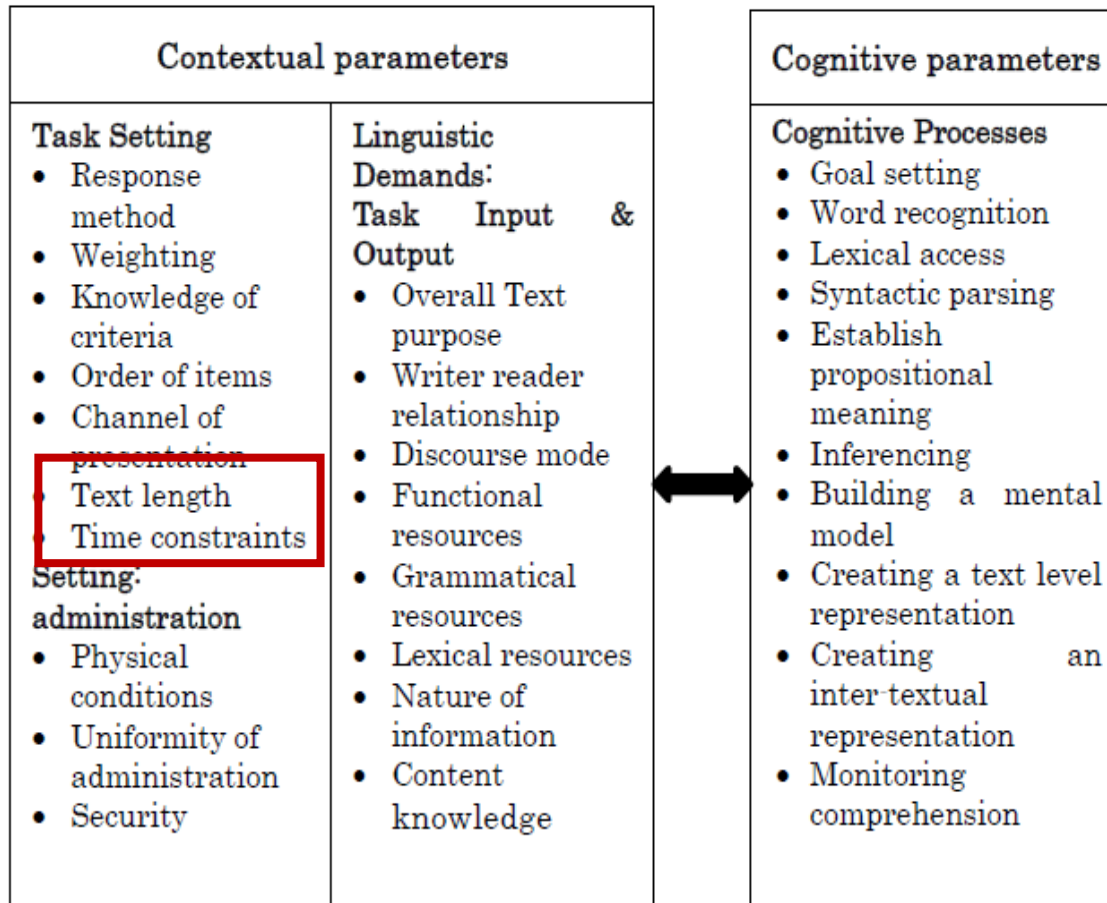 Contextual parameters
Task Setting
• Response
method
• Weighting
• Knowledge of
criteria
• Order of items
• Channel of
presentation
• Text length
• Time constraints
Setting:
administration
• Physical
conditions
• Uniformity of
administration
• Security
Linguistic
Demands:
Task Input &
Output
• Overall Text
purpose
• Writer reader
relationship
• Discourse mode
• Functional
resources
• Grammatical
resources
• Lexical resources
• Nature of
information
• Content
knowledge
Cognitive parameters
Cognitive Processes
• Goal setting
• Word recognition
• Lexical access
• Syntactic parsing
• Establish
propositional
meaning
• Inferencing
• Building a mental
model
• Creating a text level
representation
• Creating an
inter-textual
representation
• Monitoring
comprehension